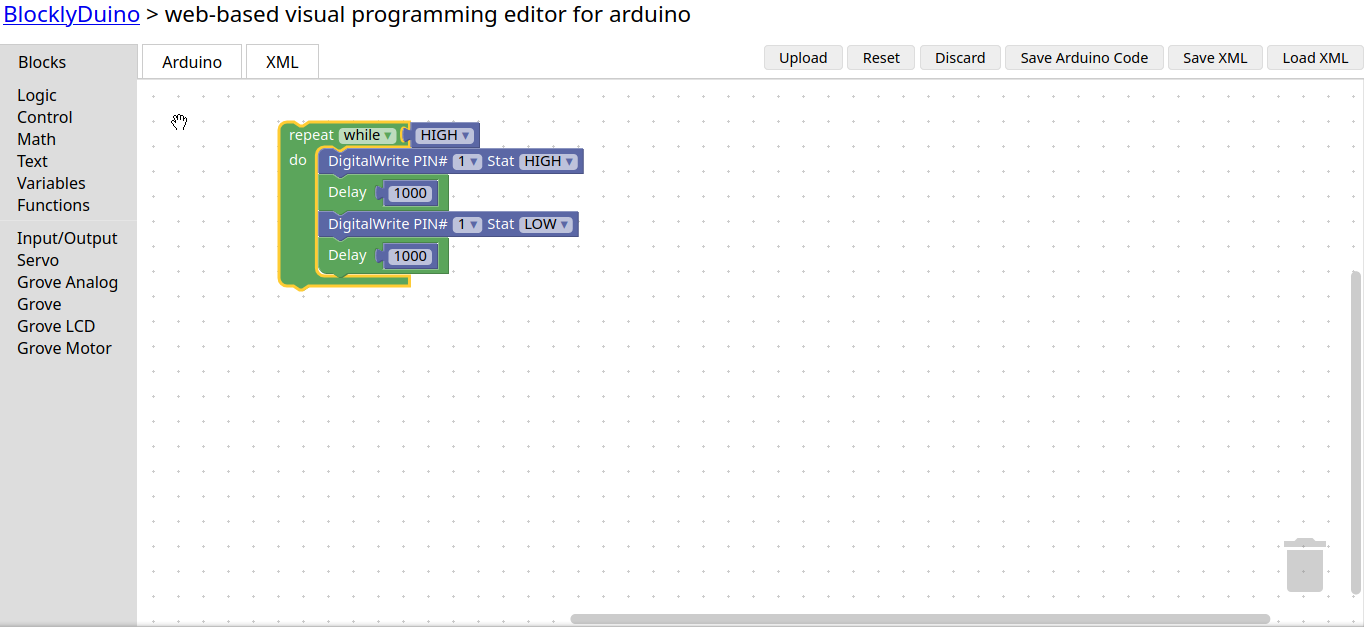 BlocklyDuino > web-based visual programming editor for arduino
Blocks Arduino XML Upload Reset Discard Save Arduino Code Save XML Load XML
Logic
Control
Math
Text
Variables
Functions
Input/Output
Servo
Grove Analog
Grove
Grove LCD
Grove Motor
repeat while HIGH
do DigitalWrite PIN# 1 Stat HIGH
Delay 1000
DigitalWrite PIN# 1 Stat LOW
Delay 1000